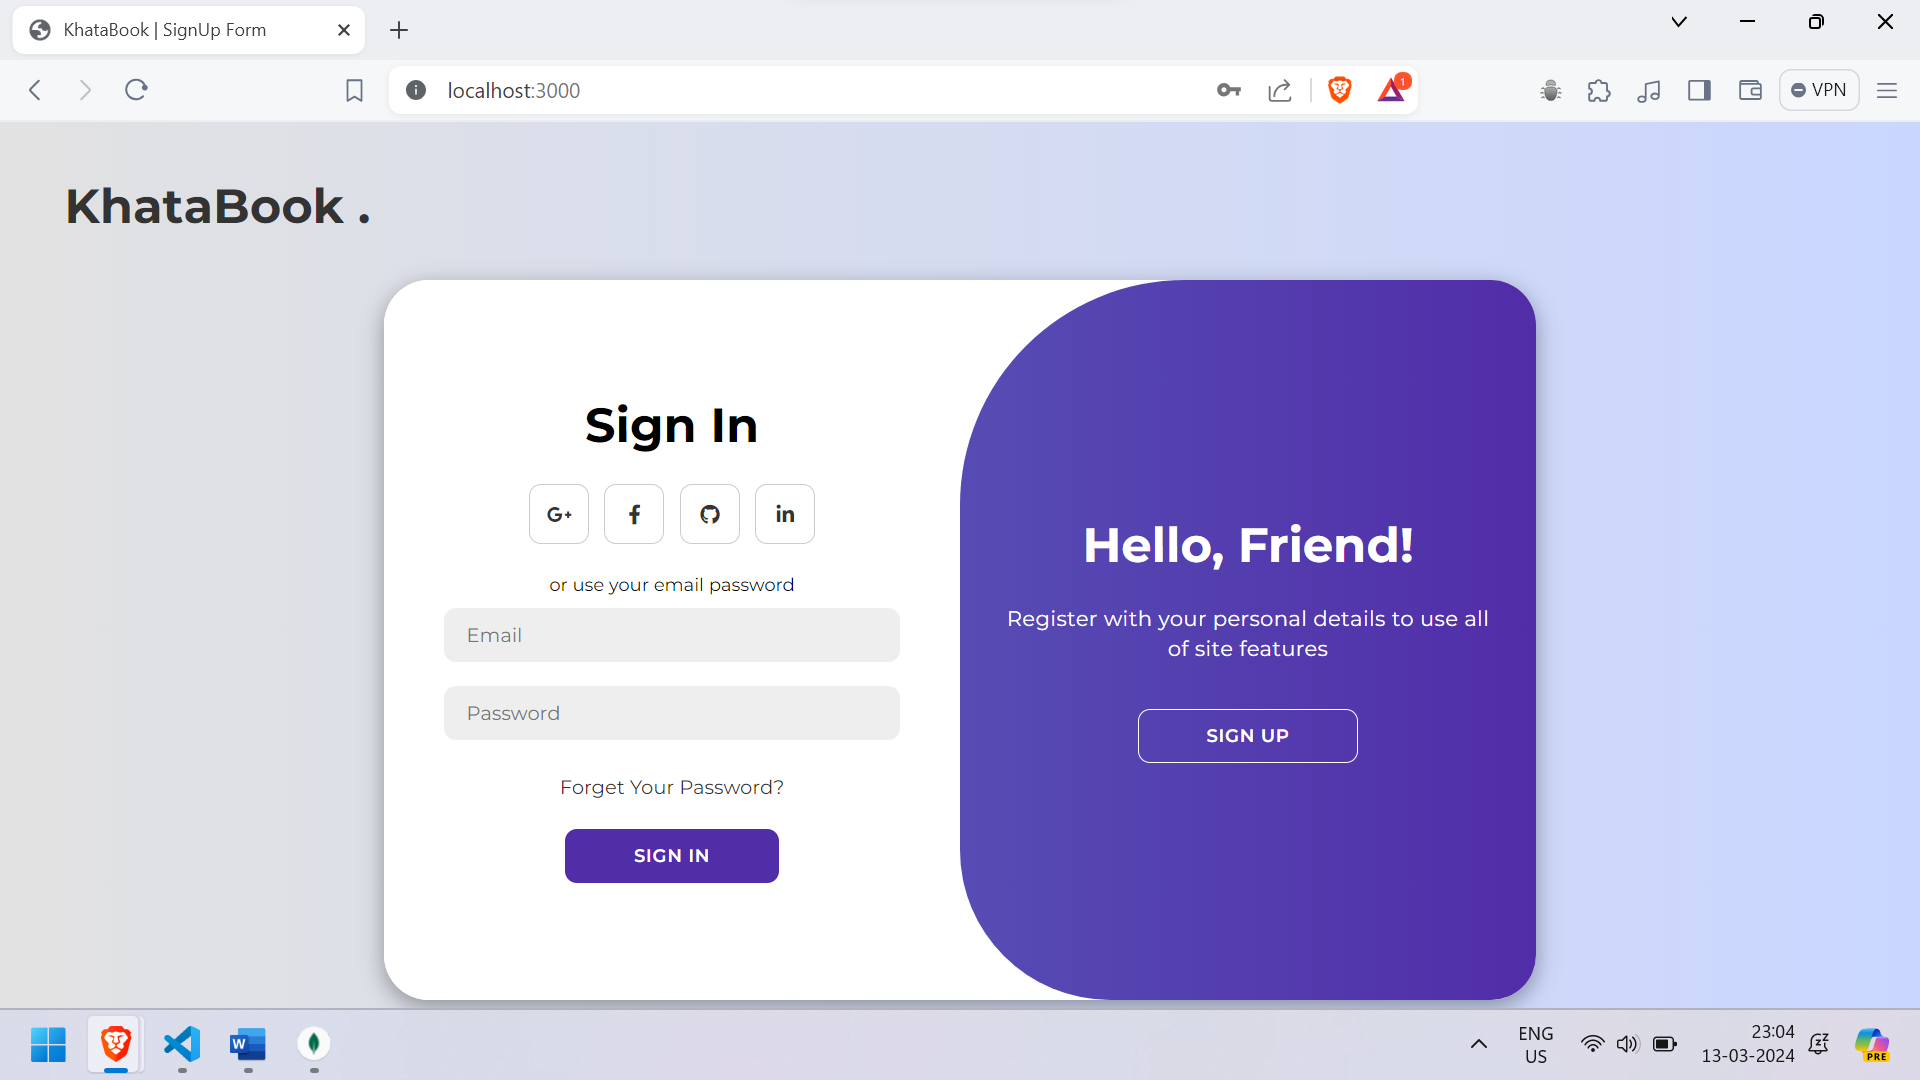 KhataBook | SignUp Form
localhost:3000
1
VPN
KhataBook .
Sign In
G+
f
in
or use your email password
Email
Password
Forget Your Password?
SIGN IN
Hello, Friend!
Register with your personal details to use all
of site features
SIGN UP
W
ENG
US
23:04
13-03-2024
PRE